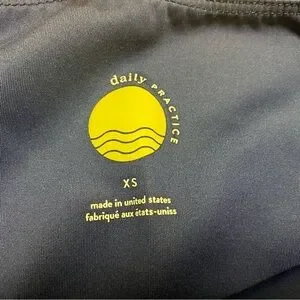 daily PRACTICE
XS
made in united states
fabriqué aux états-uniss